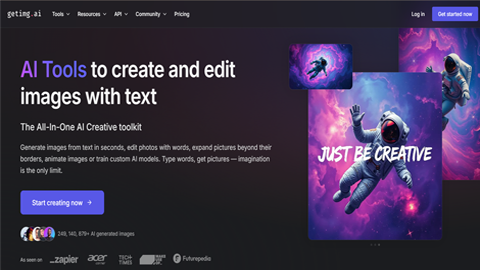 getimg.ai
Tools
Resources
API
Community
Pricing
Log in
Get started now
AI Tools to create and edit
images with text
The All-In-One AI Creative toolkit
Generate images from text in seconds, edit photos with words, expand pictures beyond their
borders, animate images or train custom AI models. Type words, get pictures — imagination
is the only limit.
Start creating now →
JUST BE CREATIVE
249, 140, 879+ AI generated images
As seen on
zapier
acer
TECH
TIMES
Futurepedia